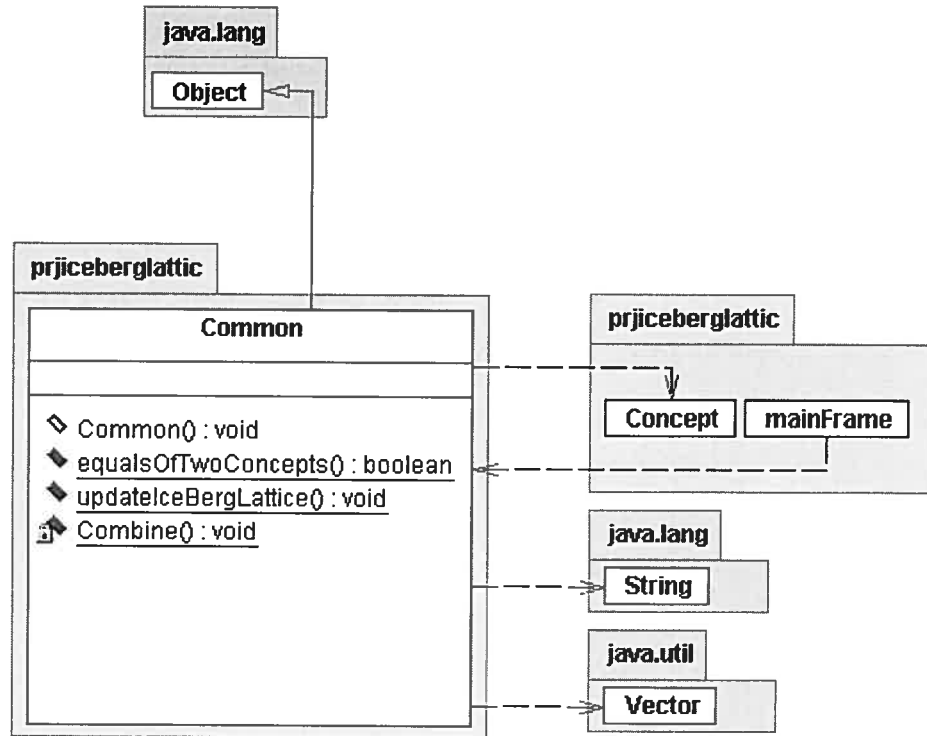 java.lang
Object
prjiceberglattic
Common
Common() : void
equalsOfTwoConcepts() : boolean
updateIceBergLattice() : void
Combine() : void
prjiceberglattic
Concept
mainFrame
java.lang
String
java.util
Vector